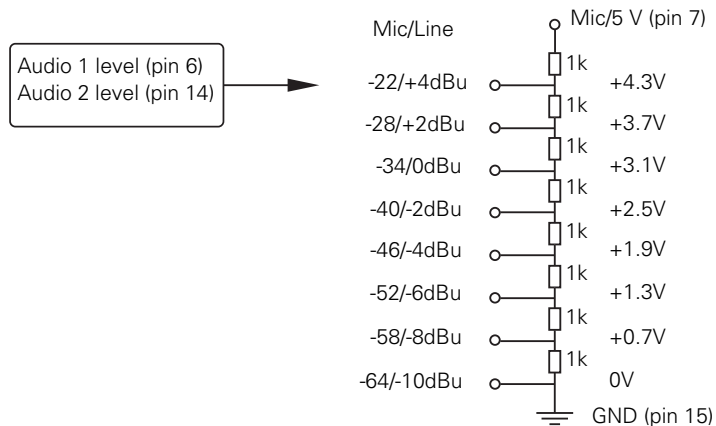 Mic/Line
Mic/5 V (pin 7)
Audio 1 level (pin 6)
Audio 2 level (pin 14)
1k
-22/+4dBu
+4.3V
1k
-28/+2dBu
+3.7V
1k
-34/0dBu
+3.1V
1k
-40/-2dBu
+2.5V
1k
-46/-4dBu
+1.9V
1k
-52/-6dBu
+1.3V
1k
-58/-8dBu
+0.7V
1k
-64/-10dBu
0V
GND (pin 15)